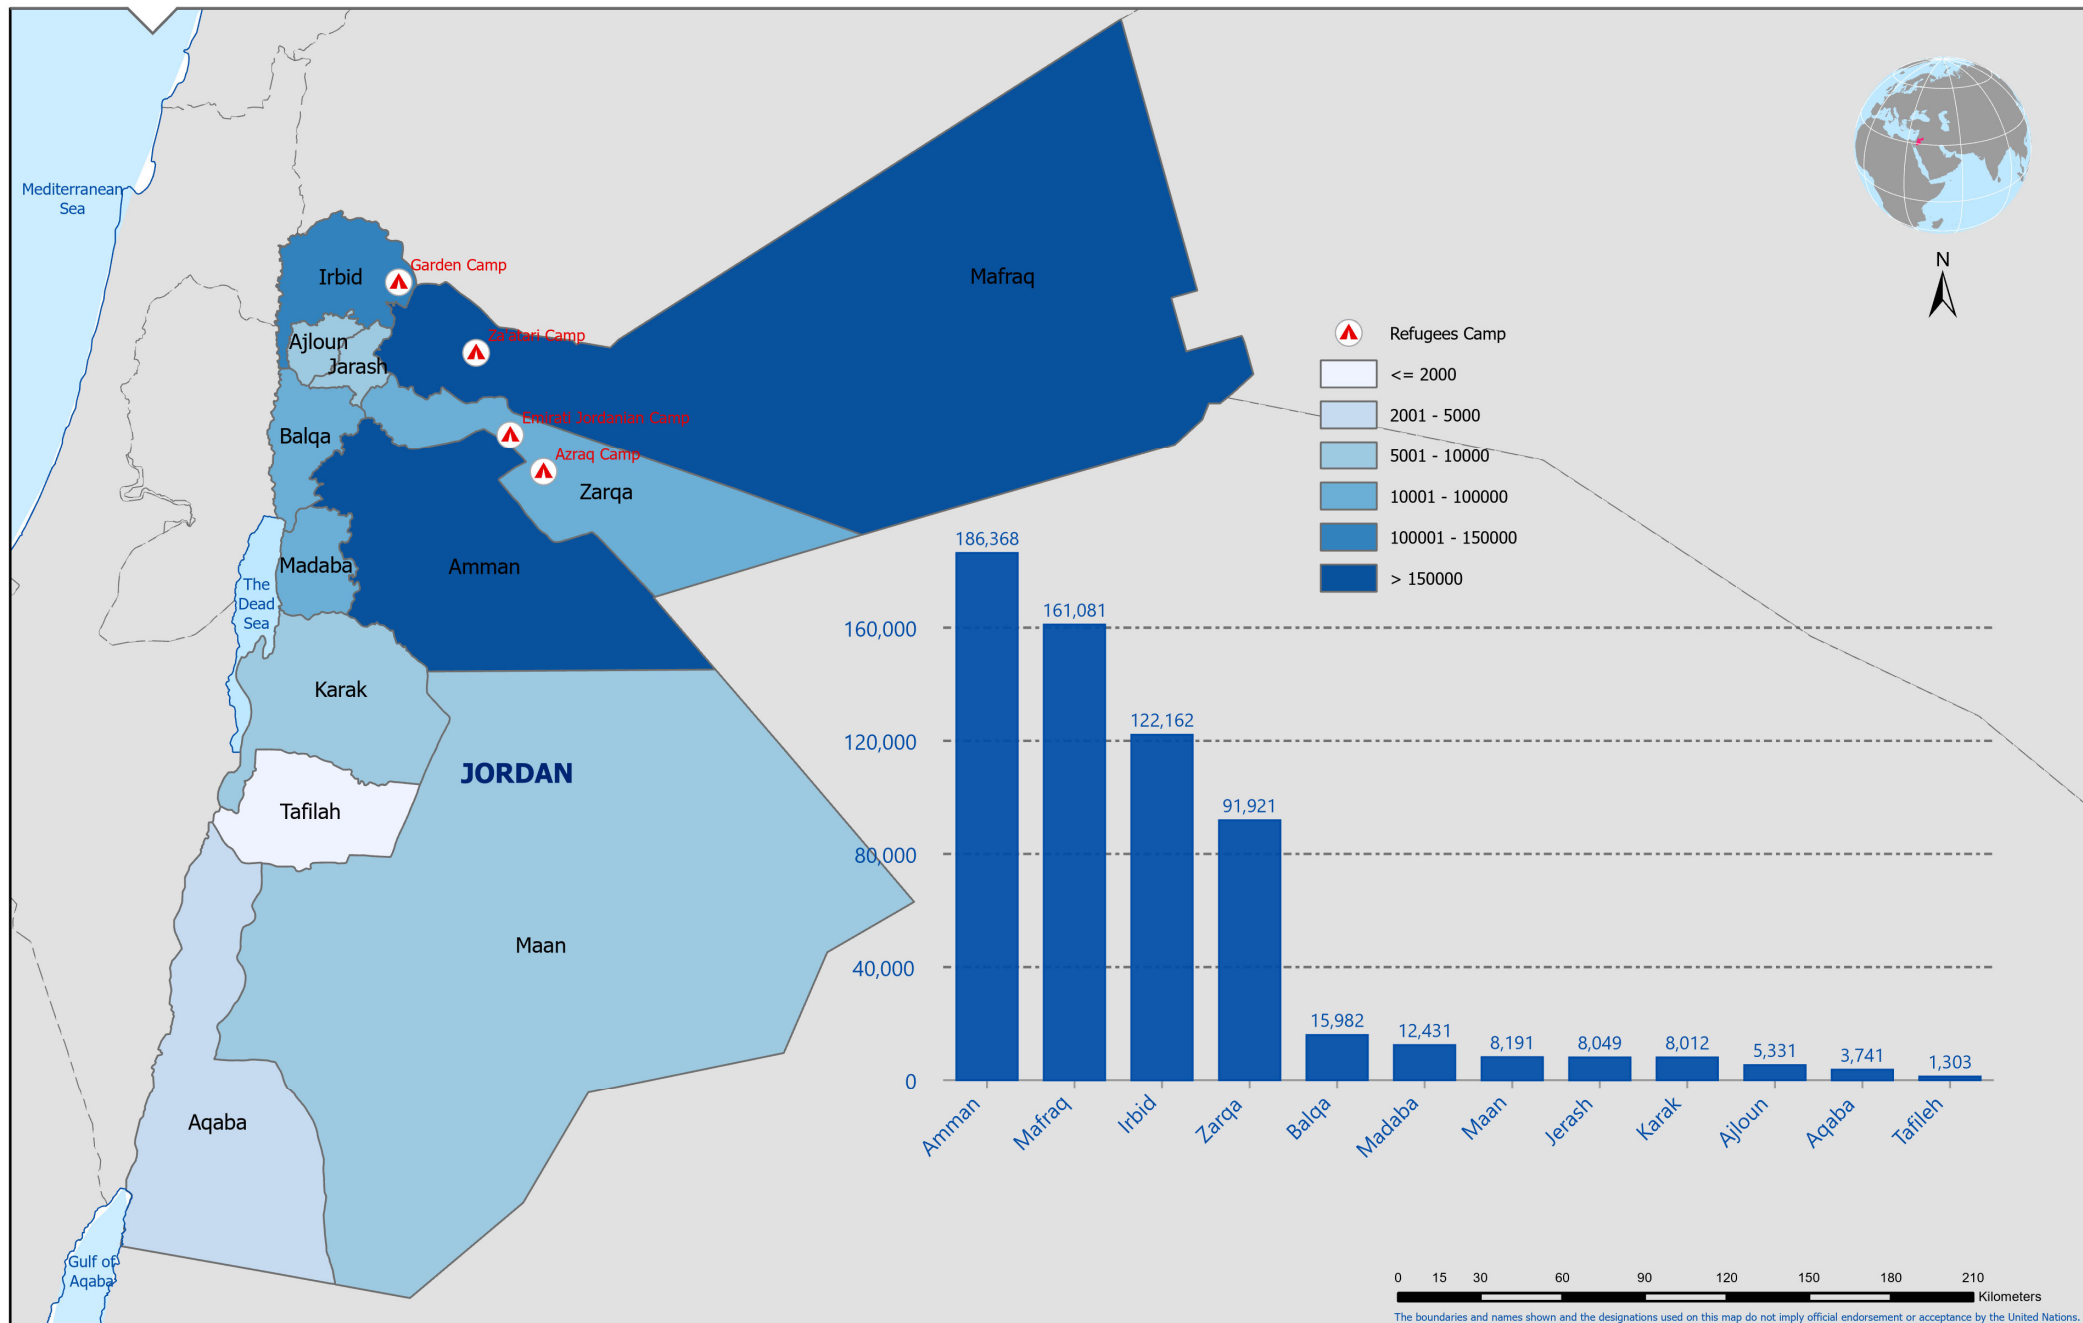 Mediterranean
Sea
Irbid
Garden Camp
Mafraq
Za'atari Camp
Ajloun
Jarash
Emirati Jordanian Camp
Balqa
Azraq Camp
Zarqa
Madaba
Amman
The
Dead
Sea
Karak
JORDAN
Tafilah
Maan
Aqaba
Gulf of
Aqaba
N
Refugees Camp
<= 2000
2001 - 5000
5001 - 10000
10001 - 100000
100001 - 150000
> 150000
186,368
161,081
122,162
91,921
15,982
12,431
8,191
8,049
8,012
5,331
3,741
1,303
160,000
120,000
80,000
40,000
0
Amman
Mafraq
Irbid
Zarqa
Balqa
Madaba
Maan
Jerash
Karak
Ajloun
Aqaba
Tafileh
0 15 30 60 90 120 150 180 210
Kilometers
The boundaries and names shown and the designations used on this map do not imply official endorsement or acceptance by the United Nations.